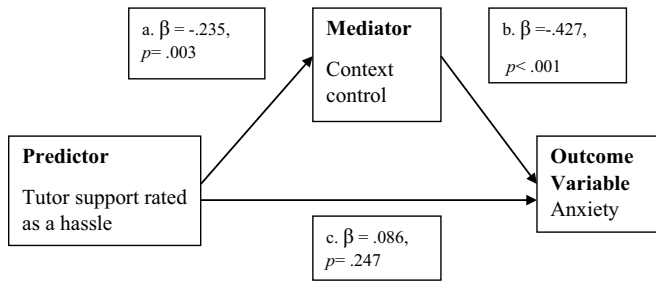 a. β = -.235,
p= .003
Mediator
Context
control
b. β =-.427,
p< .001
Predictor
Tutor support rated
as a hassle
Outcome
Variable
Anxiety
c. β = .086,
p= .247